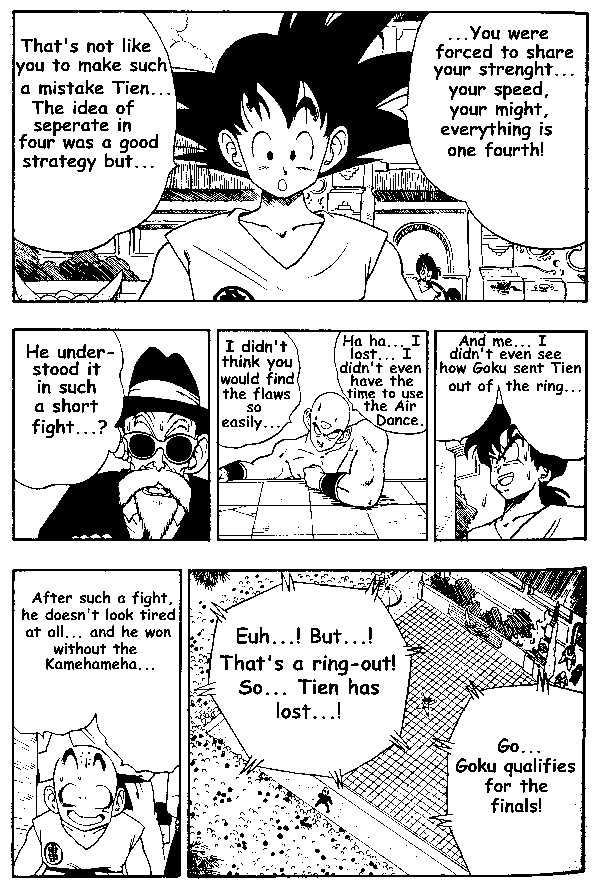 That's not like
you to make such
a mistake Tien...
The idea of
seperate in
four was a good
strategy but...
...You were
forced to share
your strenght...
your speed,
your might,
everything is
one fourth!
He under-
stood it
in such
a short
fight...?
I didn't
think you
would find
the flaws
so
easily...
Ha ha... I
lost... I
didn't even
have the
time to use
the Air
Dance.
And me... I
didn't even see
how Goku sent Tien
out of the ring...
After such a fight,
he doesn't look tired
at all... and he won
without the
Kamehameha...
Euh...! But...!
That's a ring-out!
So... Tien has
lost...!
Go...
Goku qualifies
for the
finals!